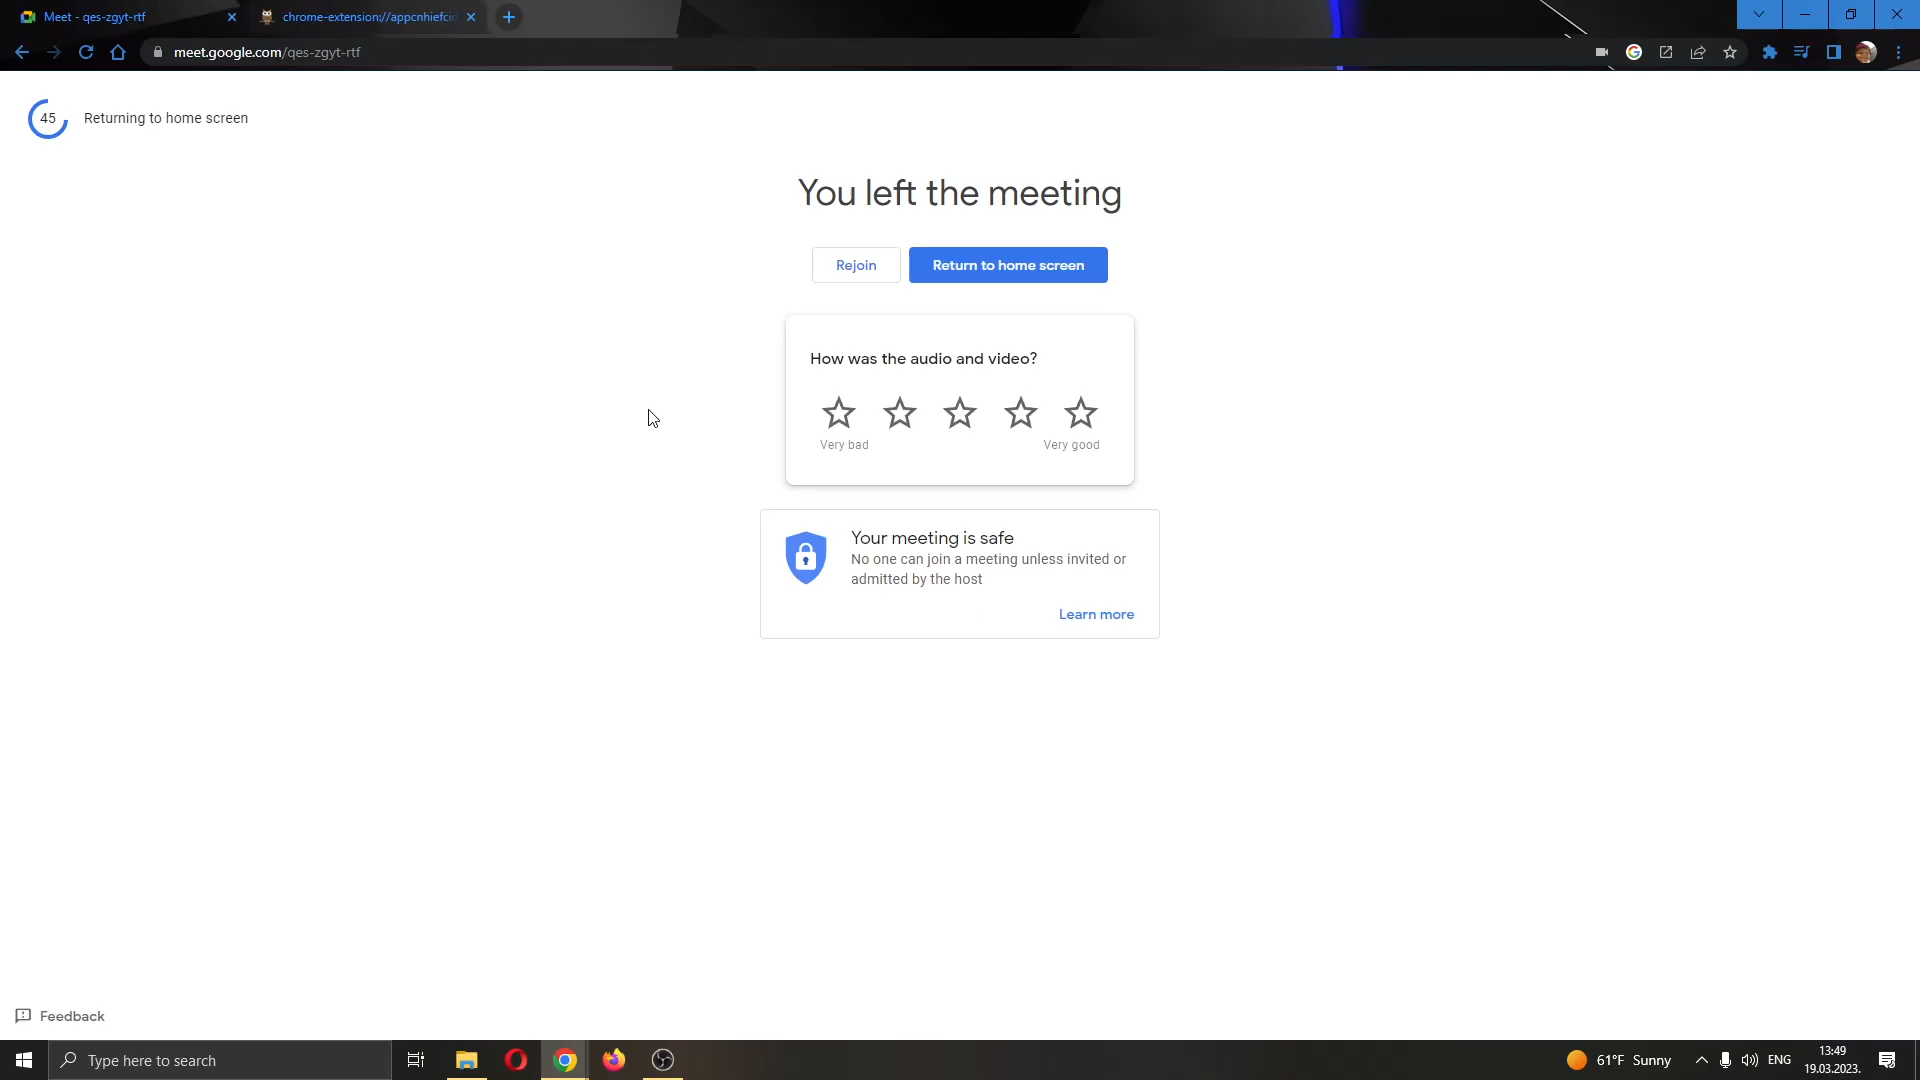 Meet - qes-zgyt-rtf
chrome-extension://appcnhiefcid
meet.google.com/qes-zgyt-rtf
45
Returning to home screen
You left the meeting
Rejoin
Return to home screen
How was the audio and video?
Very bad
Very good
Your meeting is safe
No one can join a meeting unless invited or
admitted by the host
Learn more
Feedback
Type here to search
61°F Sunny
ENG
13:49
19.03.2023.